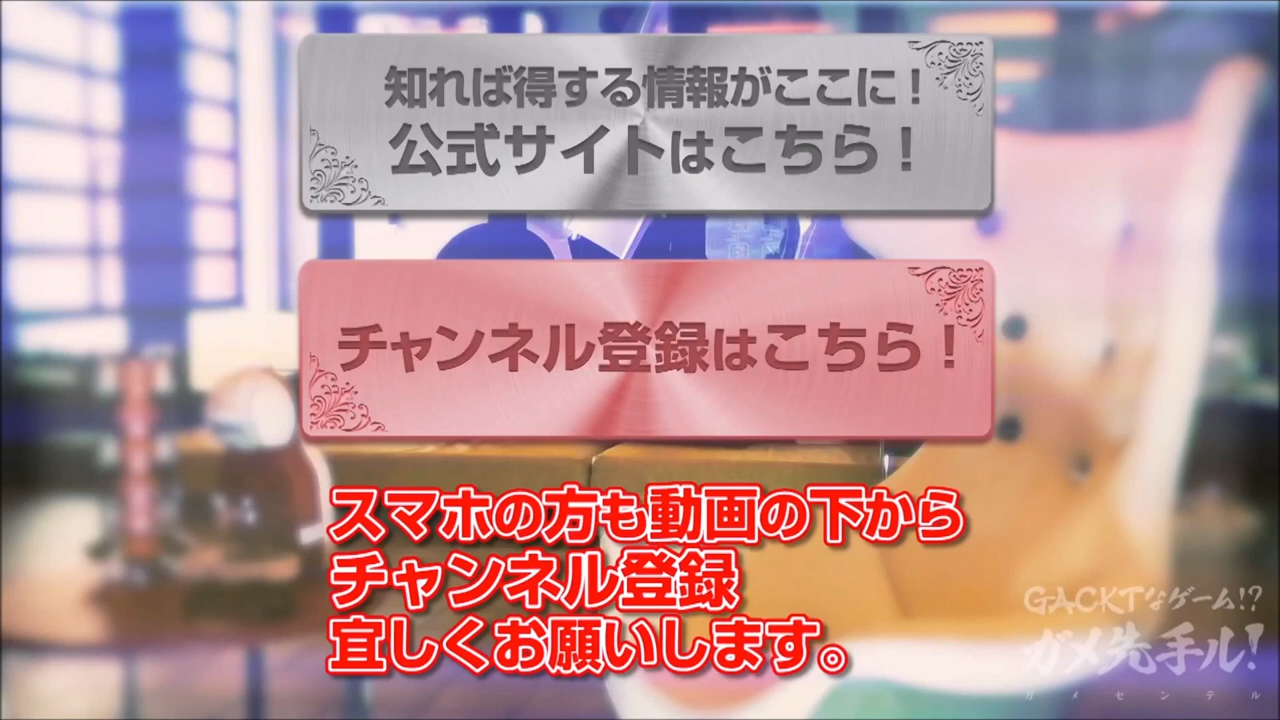 知れば得する情報がここに！
公式サイトはこちら！
チャンネル登録はこちら！
スマホの方も動画の下から
チャンネル登録
宜しくお願いします。
GACKTなゲーム!?
ガメ先手ル！
ガメセンテル